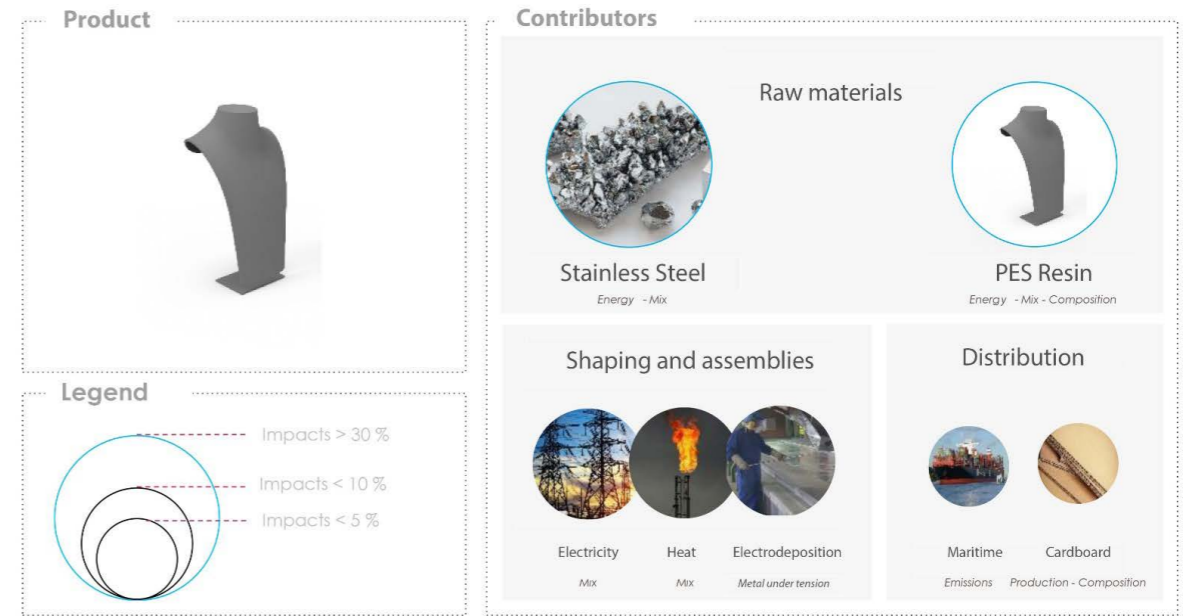 Product
Contributors
Raw materials
Stainless Steel
Energy - Mix
PES Resin
Energy - Mix - Composition
Shaping and assemblies
Electricity
Heat
Electrodeposition
Mix
Mix
Metal under tension
Distribution
Maritime
Cardboard
Emissions
Production - Composition
Legend
Impacts > 30 %
Impacts < 10 %
Impacts < 5 %